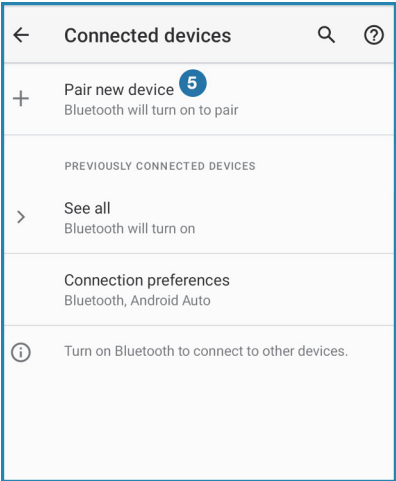 Connected devices
Pair new device 5
Bluetooth will turn on to pair
PREVIOUSLY CONNECTED DEVICES
See all
Bluetooth will turn on
Connection preferences
Bluetooth, Android Auto
Turn on Bluetooth to connect to other devices.